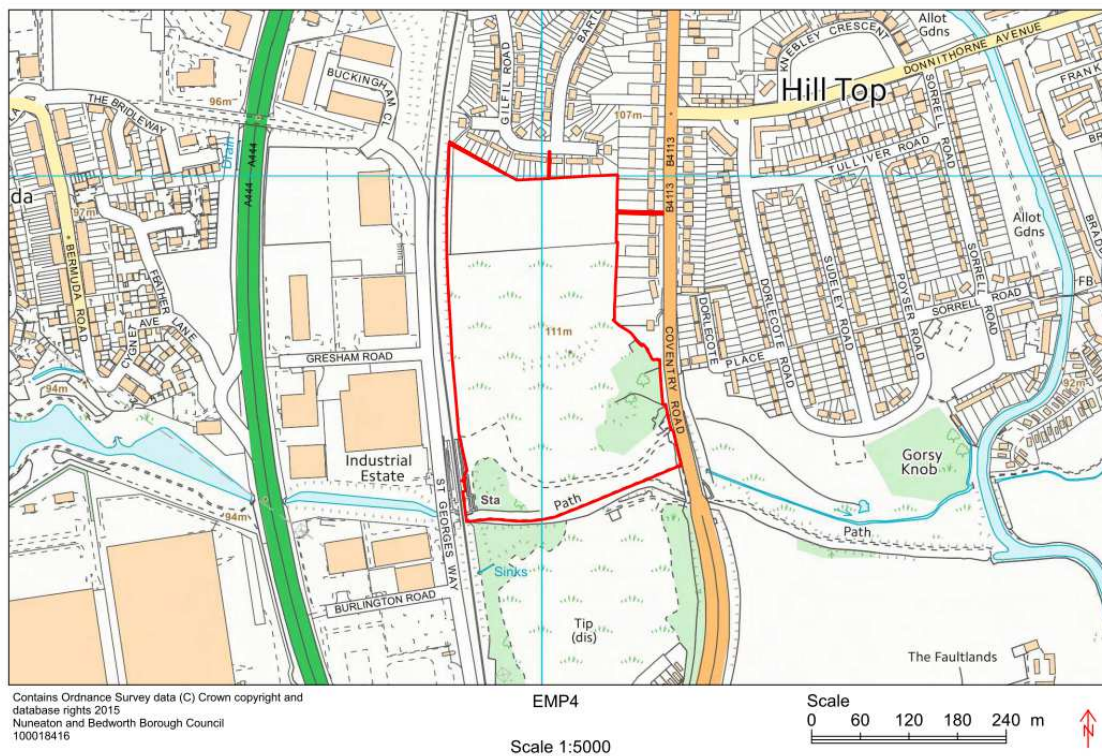 Allot
Gdns
KNEBLEY CRESCENT
DONNITHORNE AVENUE
Hill Top
BUCKINGHAM CL
GILFIL ROAD
BART
FRANK
THE BRIDLEWAY
96m
Drain
A444 A444
107m
B4113 B4113
TULLIVER ROAD
SORRELL ROAD
SORRELL ROAD
da
97m
BERMUDA ROAD
FEATHER LANE
AVE
Allot
Gdns
BRADD
FB
DORLECOTE PLACE
DORLECOTE ROAD
SUDELEY ROAD
POYSER ROAD
SORRELL ROAD
111m
GRESHAM ROAD
COVENTRY ROAD
94m
92m
Industrial
Estate
ST GEORGES WAY
Sta
Path
Gorsy
Knob
94m
Path
Sinks
BURLINGTON ROAD
Tip
(dis)
The Faultlands
Contains Ordnance Survey data (C) Crown copyright and
database rights 2015
Nuneaton and Bedworth Borough Council
100018416
EMP4
Scale 1:5000
Scale
0 60 120 180 240 m
N